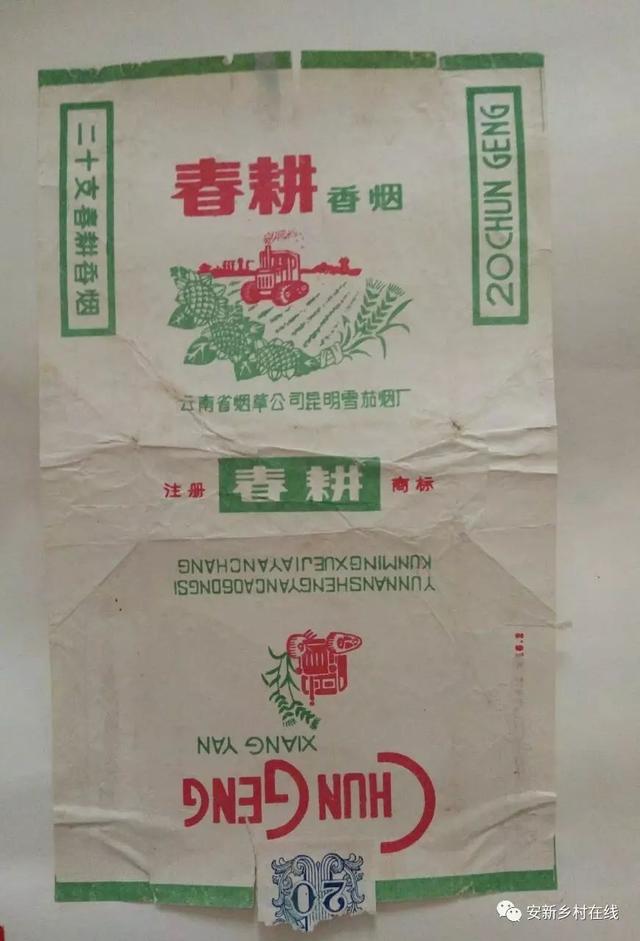 二十支春耕香烟
春耕 香烟
20 CHUN GENG
云南省烟草公司昆明雪茄烟厂
注册 春耕 商标
YUNNANSHENGYANCAOGONGSI
KUNMINGXUEJIAYANCHANG
XIANG YAN
CHUN GENG
20
安新乡村在线